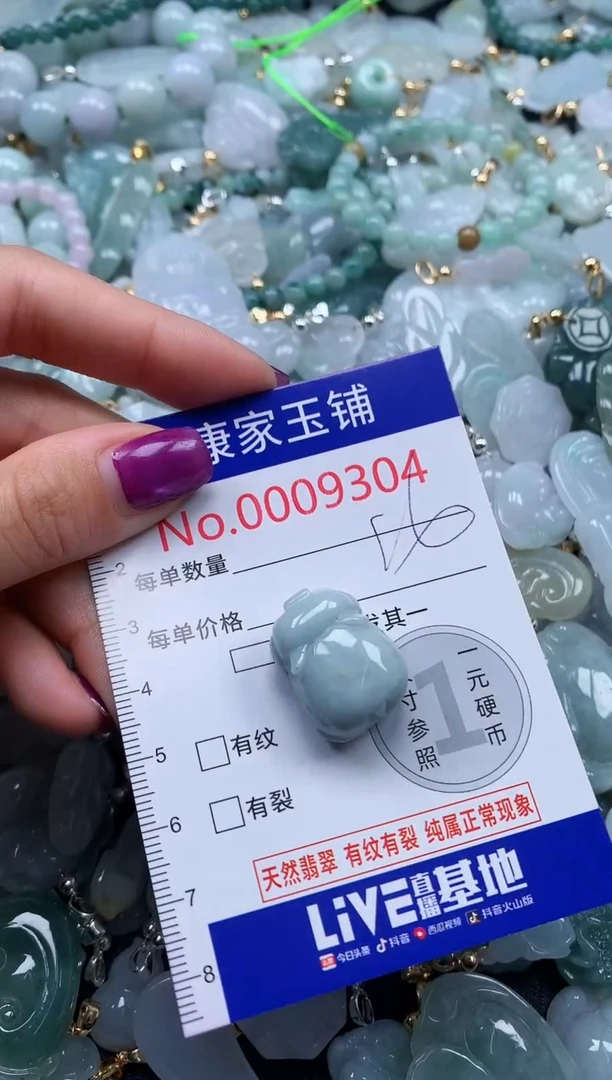 康家玉铺
No.0009304
2 每单数量
3 每单价格
发其一
4
一元硬币
1
寸参照
5 有纹
6 有裂
天然翡翠 有纹有裂 纯属正常现象
7
LiVE直播基地
今日头条 抖音 西瓜视频 抖音火山版
8